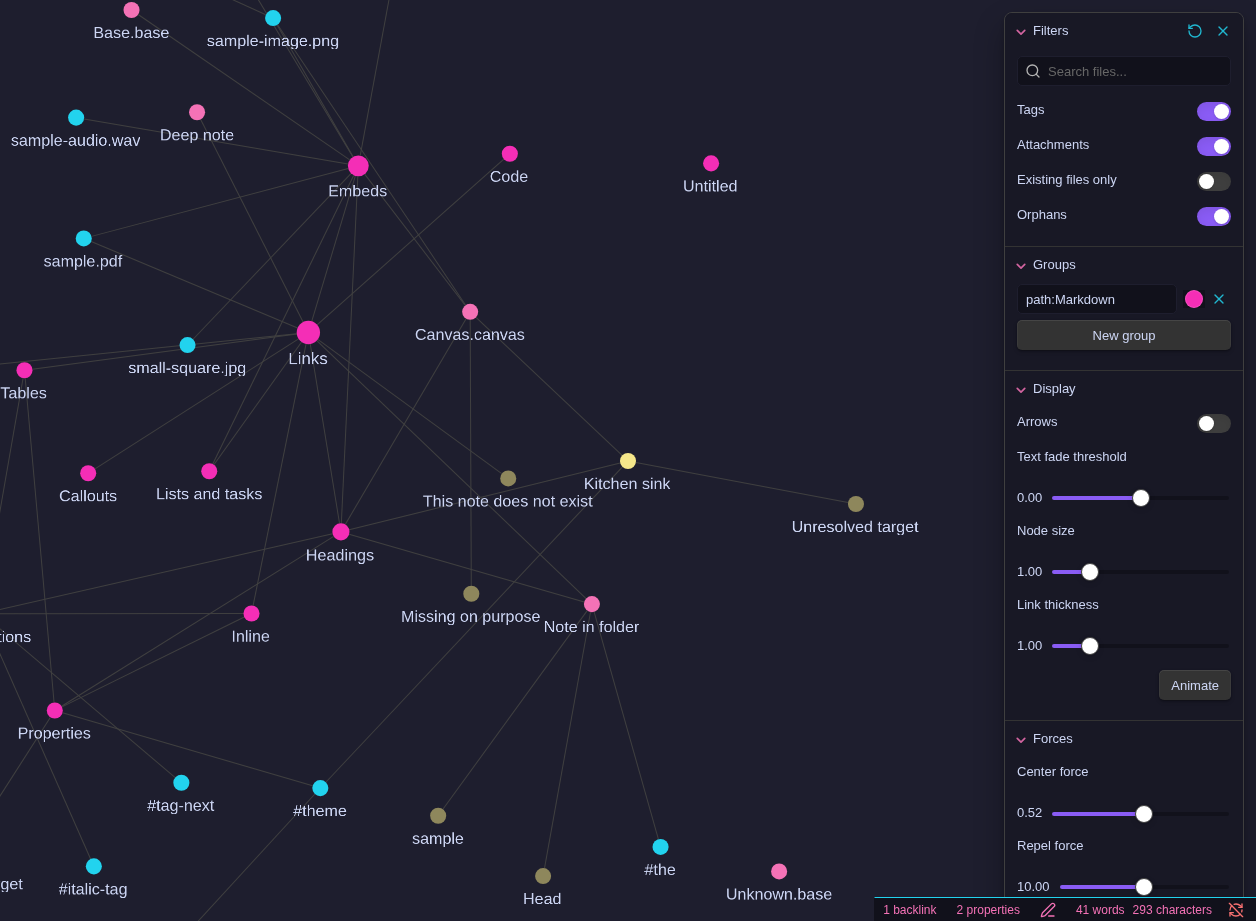 Base.base
sample-image.png
sample-audio.wav
Deep note
Embeds
Code
Untitled
sample.pdf
Canvas.canvas
Links
small-square.jpg
Tables
Callouts
Lists and tasks
This note does not exist
Kitchen sink
Unresolved target
Headings
Missing on purpose
Note in folder
Inline
tions
Properties
#tag-next
#theme
sample
#the
get
#italic-tag
Head
Unknown.base
Filters
Search files...
Tags
Attachments
Existing files only
Orphans
Groups
path:Markdown
New group
Display
Arrows
Text fade threshold
0.00
Node size
1.00
Link thickness
1.00
Animate
Forces
Center force
0.52
Repel force
10.00
1 backlink 2 properties 41 words 293 characters